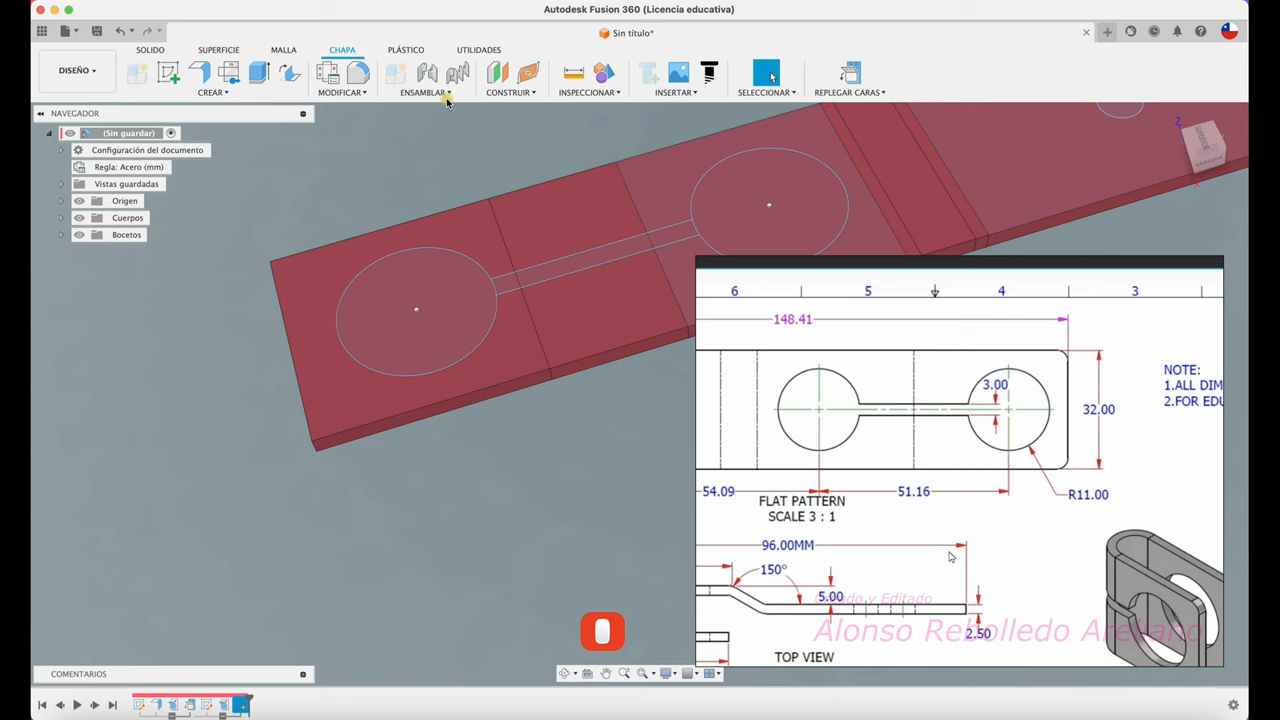 Autodesk Fusion 360 (Licencia educativa)
Sin título*
SOLIDO
SUPERFICIE
MALLA
CHAPA
PLÁSTICO
UTILIDADES
DISEÑO
CREAR
MODIFICAR
ENSAMBLAR
CONSTRUIR
INSPECCIONAR
INSERTAR
SELECCIONAR
REPLEGAR CARAS
NAVEGADOR
(Sin guardar)
Configuración del documento
Regla: Acero (mm)
Vistas guardadas
Origen
Cuerpos
Bocetos
Z
SUPERIOR
DERECHA
6 5 4 3
148.41
3.00
32.00
NOTE:
1.ALL DIM
2.FOR EDU
54.09
51.16
R11.00
FLAT PATTERN
SCALE 3 : 1
96.00MM
150°
5.00
Creado y Editado
Alonso Rebolledo Arellano
2.50
TOP VIEW
COMENTARIOS